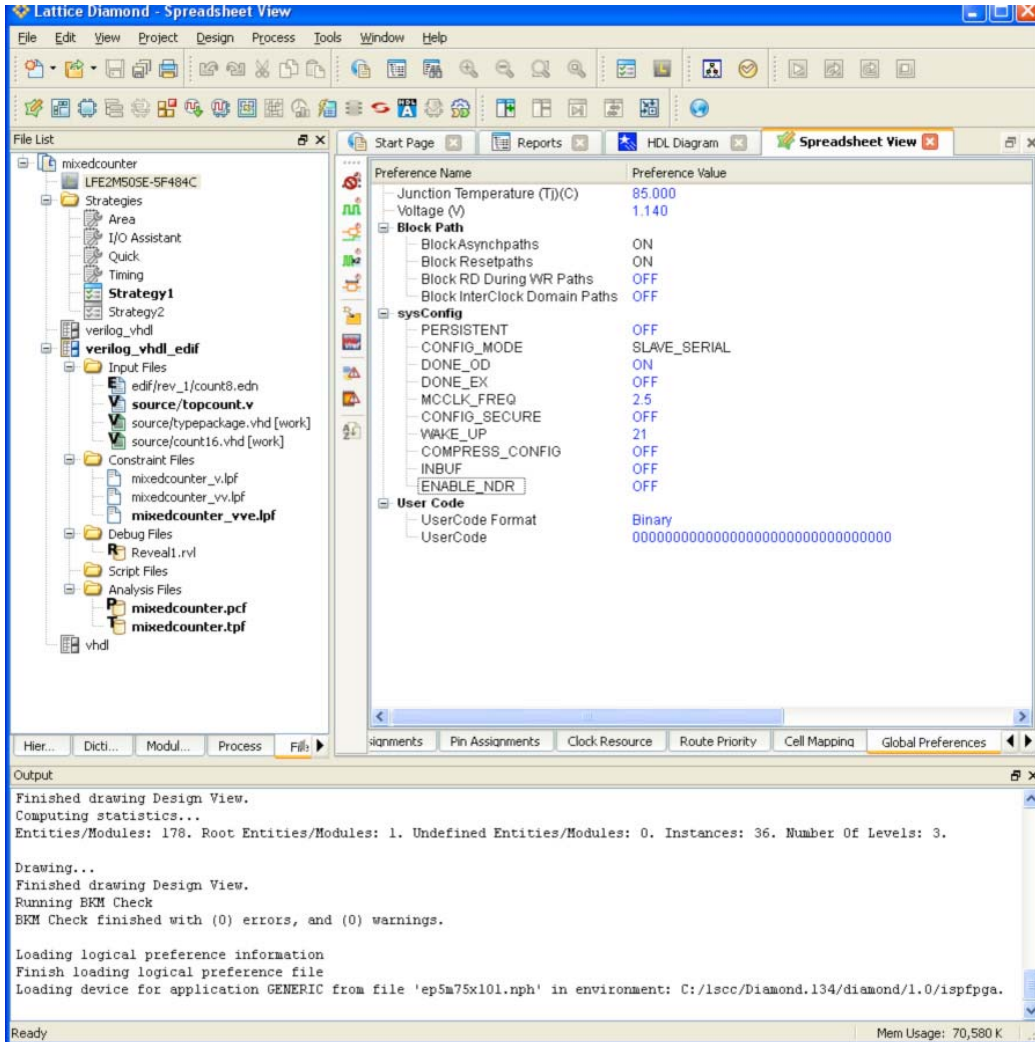 Lattice Diamond - Spreadsheet View
File Edit View Project Design Process Tools Window Help
File List
mixedcounter
LFE2M50SE-5F484C
Strategies
Area
I/O Assistant
Quick
Timing
Strategy1
Strategy2
verilog_vhdl
verilog_vhdl_edif
Input Files
edif/rev_1/count8.edn
source/topcount.v
source/typepackage.vhd [work]
source/count16.vhd [work]
Constraint Files
mixedcounter_v.lpf
mixedcounter_vv.lpf
mixedcounter_vve.lpf
Debug Files
Reveal1.rvl
Script Files
Analysis Files
mixedcounter.pcf
mixedcounter.tpf
vhdl
Hier... Dicti... Modul... Process
Start Page Reports HDL Diagram Spreadsheet View
Preference Name Preference Value
Junction Temperature (Tj)(C) 85.000
Voltage (V) 1.140
Block Path
BlockAsynchpaths ON
Block Resetpaths ON
Block RD During WR Paths OFF
Block InterClock Domain Paths OFF
sysConfig
PERSISTENT OFF
CONFIG_MODE SLAVE_SERIAL
DONE_OD ON
DONE_EX OFF
MCCLK_FREQ 2.5
CONFIG_SECURE OFF
WAKE_UP 21
COMPRESS_CONFIG OFF
INBUF OFF
ENABLE_NDR OFF
User Code
UserCode Format Binary
UserCode 00000000000000000000000000000000
signments Pin Assignments Clock Resource Route Priority Cell Mapping Global Preferences
Output
Finished drawing Design View.
Computing statistics...
Entities/Modules: 178. Root Entities/Modules: 1. Undefined Entities/Modules: 0. Instances: 36. Number Of Levels: 3.
Drawing...
Finished drawing Design View.
Running BKM Check
BKM Check finished with (0) errors, and (0) warnings.
Loading logical preference information
Finish loading logical preference file
Loading device for application GENERIC from file 'ep5m75x101.nph' in environment: C:/lscc/Diamond.134/diamond/1.0/ispfpga.
Ready Mem Usage: 70,580 K